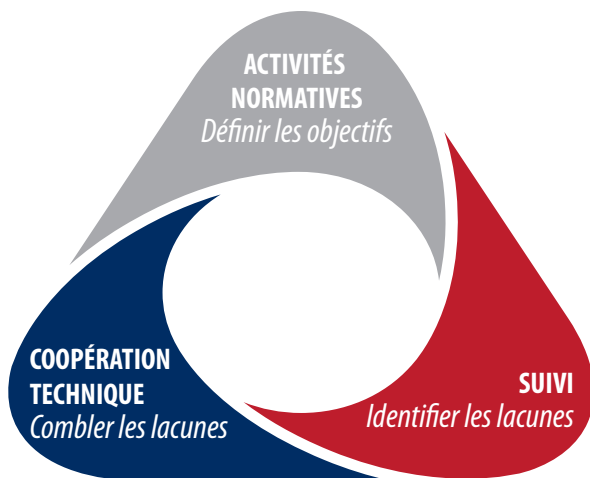 ACTIVITÉS
NORMATIVES
Définir les objectifs
COOPÉRATION
TECHNIQUE
Combler les lacunes
SUIVI
Identifier les lacunes